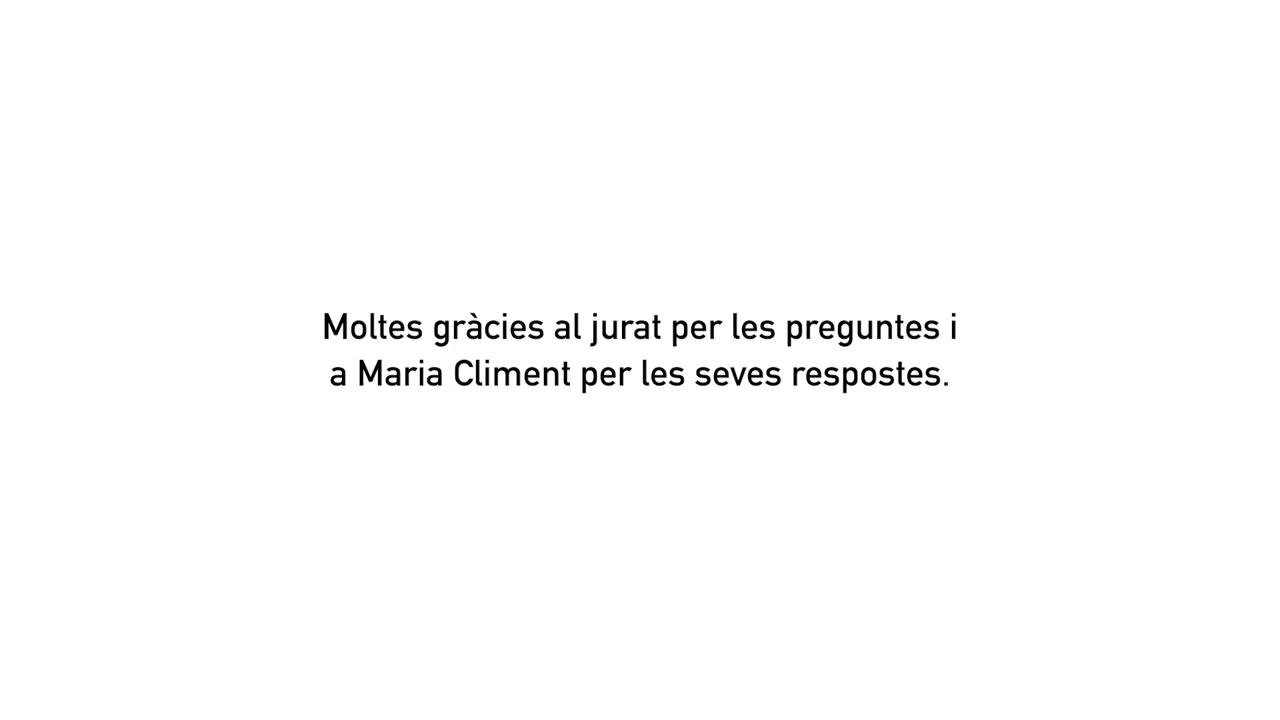 Moltes gràcies al jurat per les preguntes i
a Maria Climent per les seves respostes.